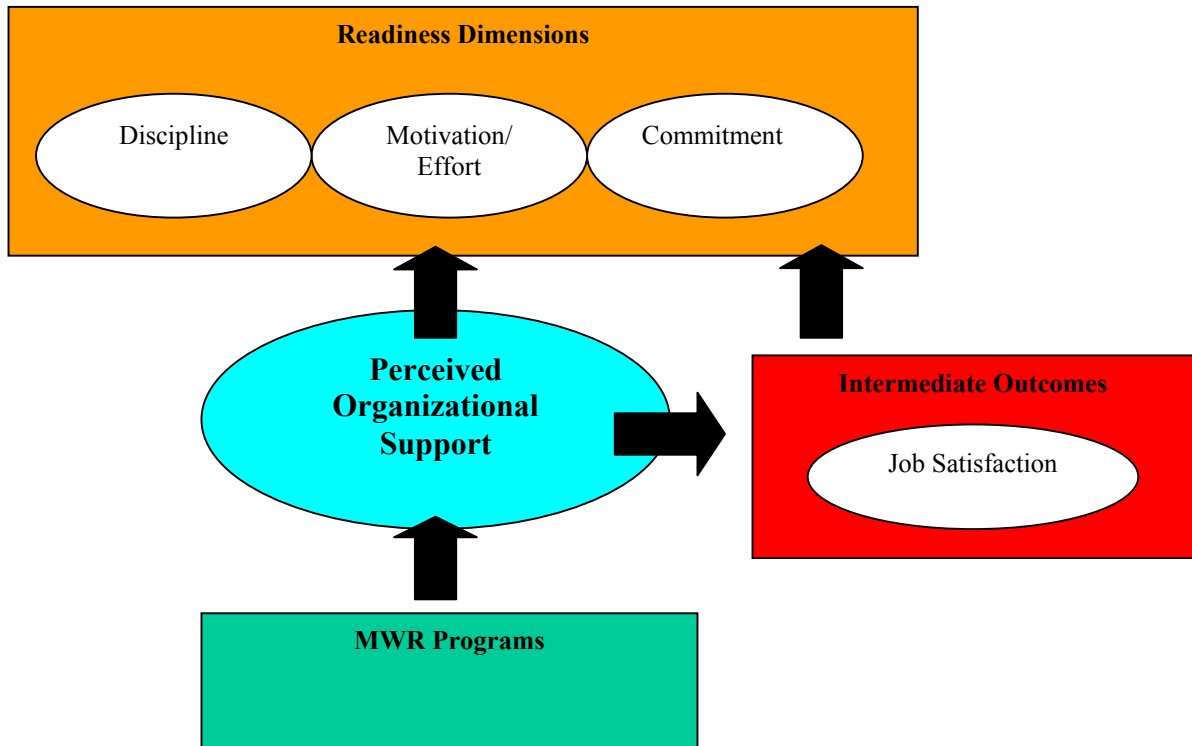 Readiness Dimensions
Discipline
Motivation/
Effort
Commitment
Perceived
Organizational
Support
Intermediate Outcomes
Job Satisfaction
MWR Programs